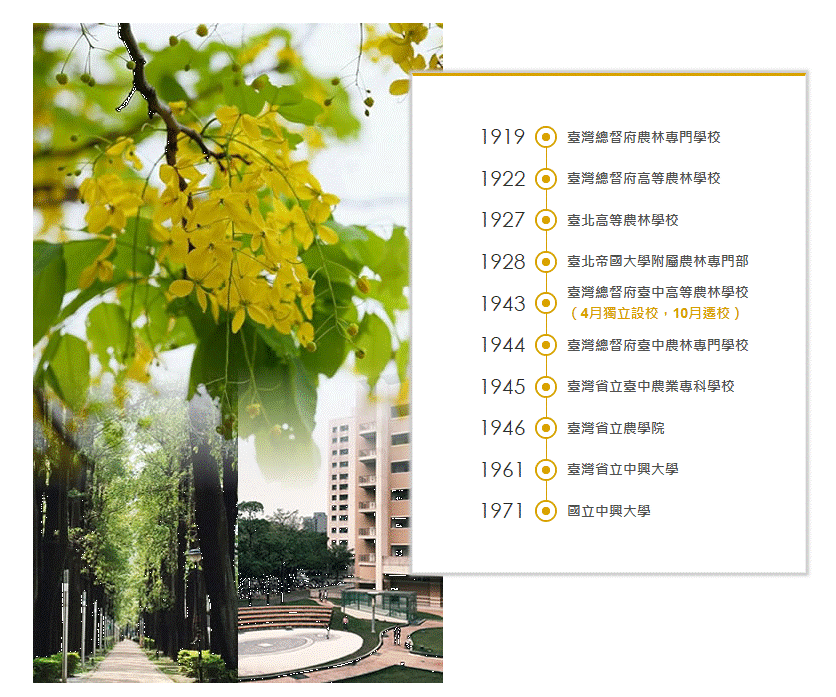 1919 臺灣總督府農林專門學校
1922 臺灣總督府高等農林學校
1927 臺北高等農林學校
1928 臺北帝國大學附屬農林專門部
1943 臺灣總督府臺中高等農林學校
（4月獨立設校，10月遷校）
1944 臺灣總督府臺中農林專門學校
1945 臺灣省立臺中農業專科學校
1946 臺灣省立農學院
1961 臺灣省立中興大學
1971 國立中興大學